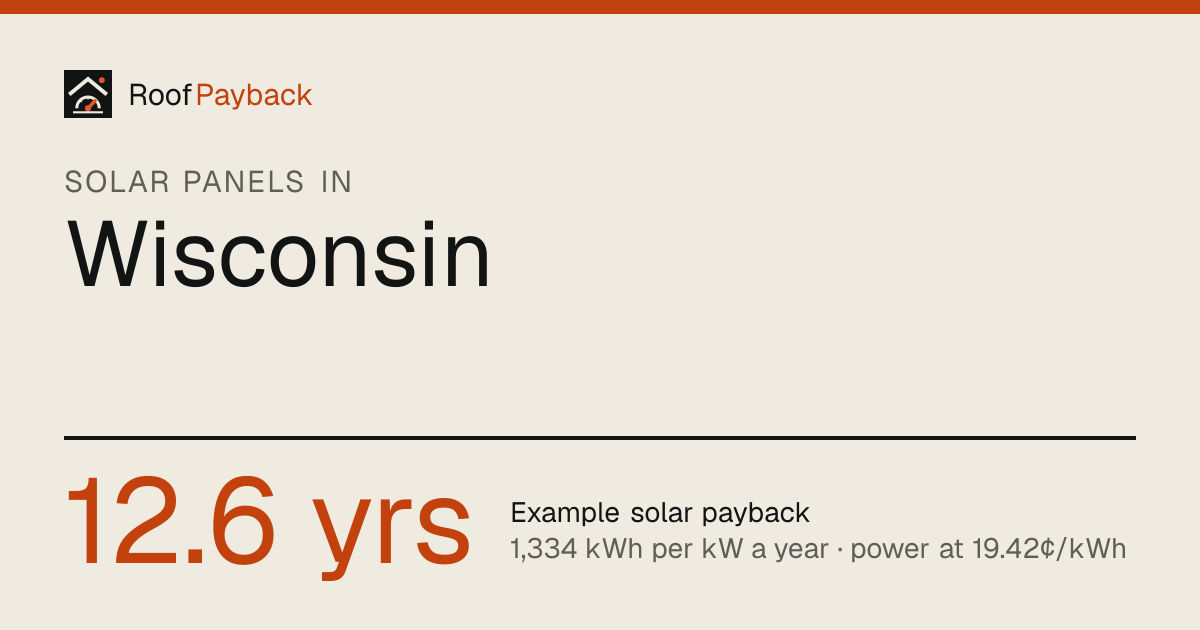 RoofPayback
SOLAR PANELS IN
Wisconsin
12.6 yrs
Example solar payback
1,334 kWh per kW a year · power at 19.42¢/kWh